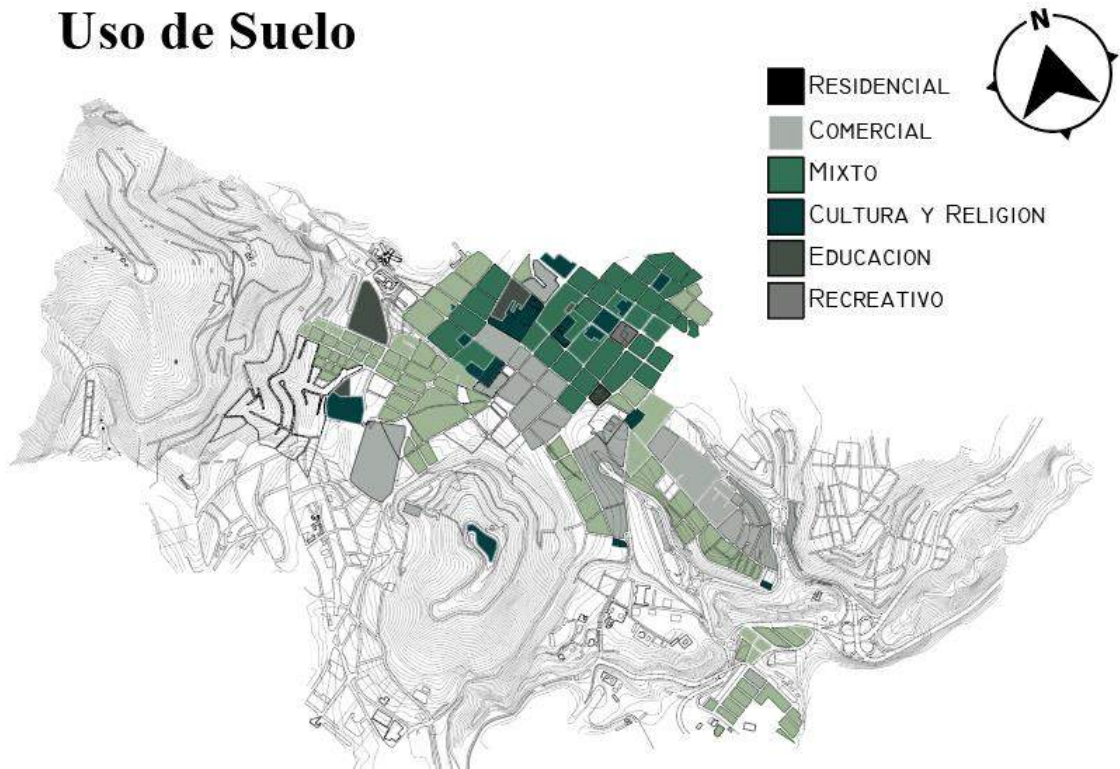 Uso de Suelo
N
RESIDENCIAL
COMERCIAL
MIXTO
CULTURA Y RELIGION
EDUCACION
RECREATIVO